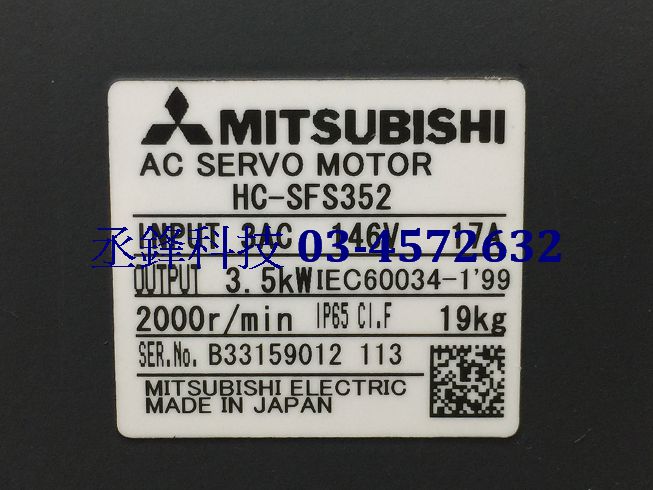 MITSUBISHI
AC SERVO MOTOR
HC-SFS352
INPUT 3AC 146V 17A
丞鋒科技 03-4572632
OUTPUT 3.5kW IEC60034-1'99
2000r/min IP65 CI.F 19kg
SER.No. B33159012 113
MITSUBISHI ELECTRIC
MADE IN JAPAN